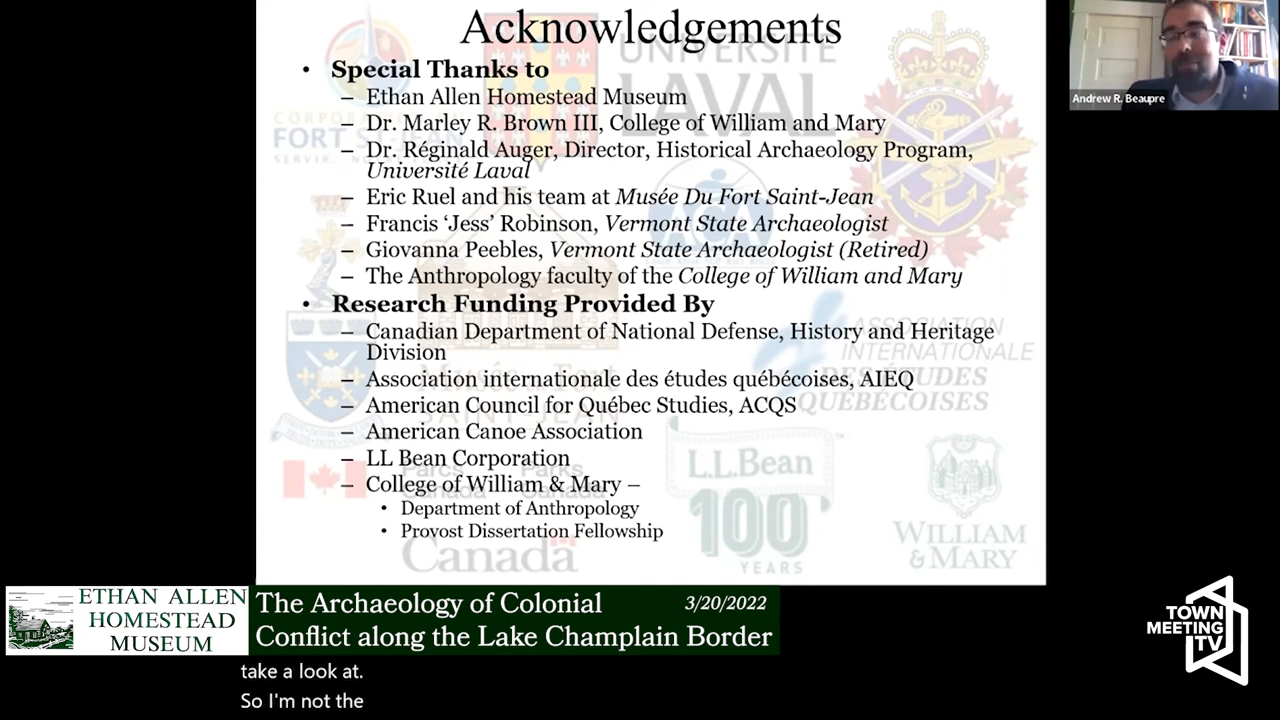 Acknowledgements
• Special Thanks to
– Ethan Allen Homestead Museum
– Dr. Marley R. Brown III, College of William and Mary
– Dr. Réginald Auger, Director, Historical Archaeology Program,
Université Laval
– Eric Ruel and his team at Musée Du Fort Saint-Jean
– Francis ‘Jess’ Robinson, Vermont State Archaeologist
– Giovanna Peebles, Vermont State Archaeologist (Retired)
– The Anthropology faculty of the College of William and Mary
• Research Funding Provided By
– Canadian Department of National Defense, History and Heritage
Division
– Association internationale des études québécoises, AIEQ
– American Council for Québec Studies, ACQS
– American Canoe Association
– LL Bean Corporation
– College of William & Mary –
• Department of Anthropology
• Provost Dissertation Fellowship
UNIVERSITÉ
LAVAL
FORT ST-JEAN
ASSOCIATION
INTERNATIONALE
DES ÉTUDES
QUÉBÉCOISES
Parcs
Canada
Parks
Canada
Canada
L.L.Bean
100
YEARS
WILLIAM
& MARY
Andrew R. Beaupre
ETHAN ALLEN
HOMESTEAD
MUSEUM
The Archaeology of Colonial
3/20/2022
Conflict along the Lake Champlain Border
TOWN
MEETING
TV
take a look at.
So I'm not the